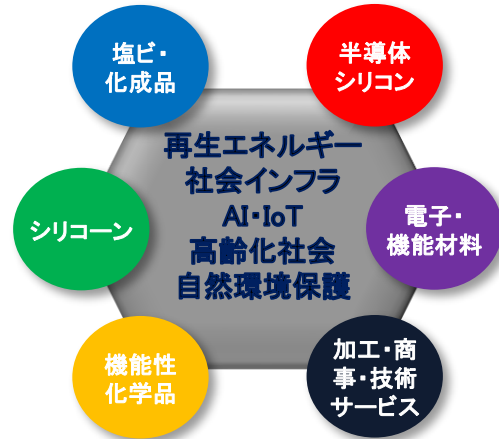 塩ビ・
化成品
半導体
シリコン
再生エネルギー
社会インフラ
AI・IoT
高齢化社会
自然環境保護
シリコーン
電子・
機能材料
機能性
化学品
加工・商
事・技術
サービス